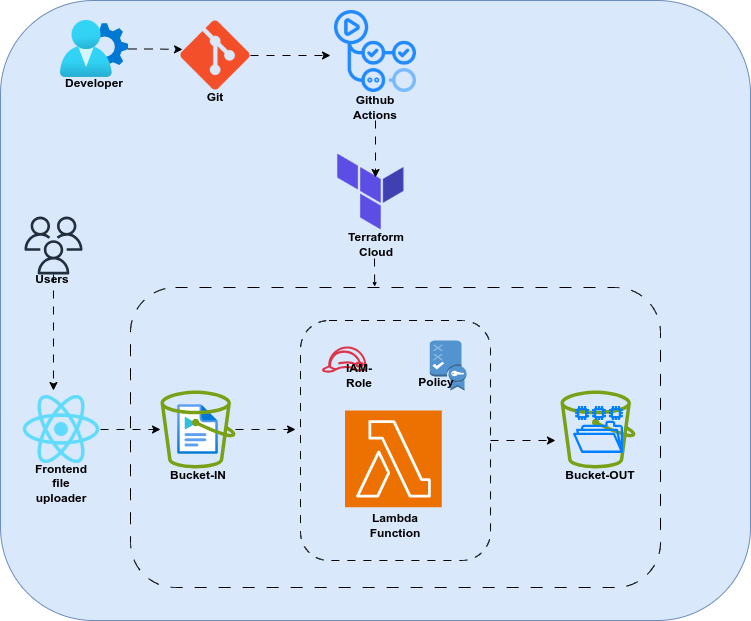 Developer
Git
Github
Actions
Terraform
Cloud
Users
IAM-
Role
Policy
Frontend
file
uploader
Bucket-IN
Lambda
Function
Bucket-OUT